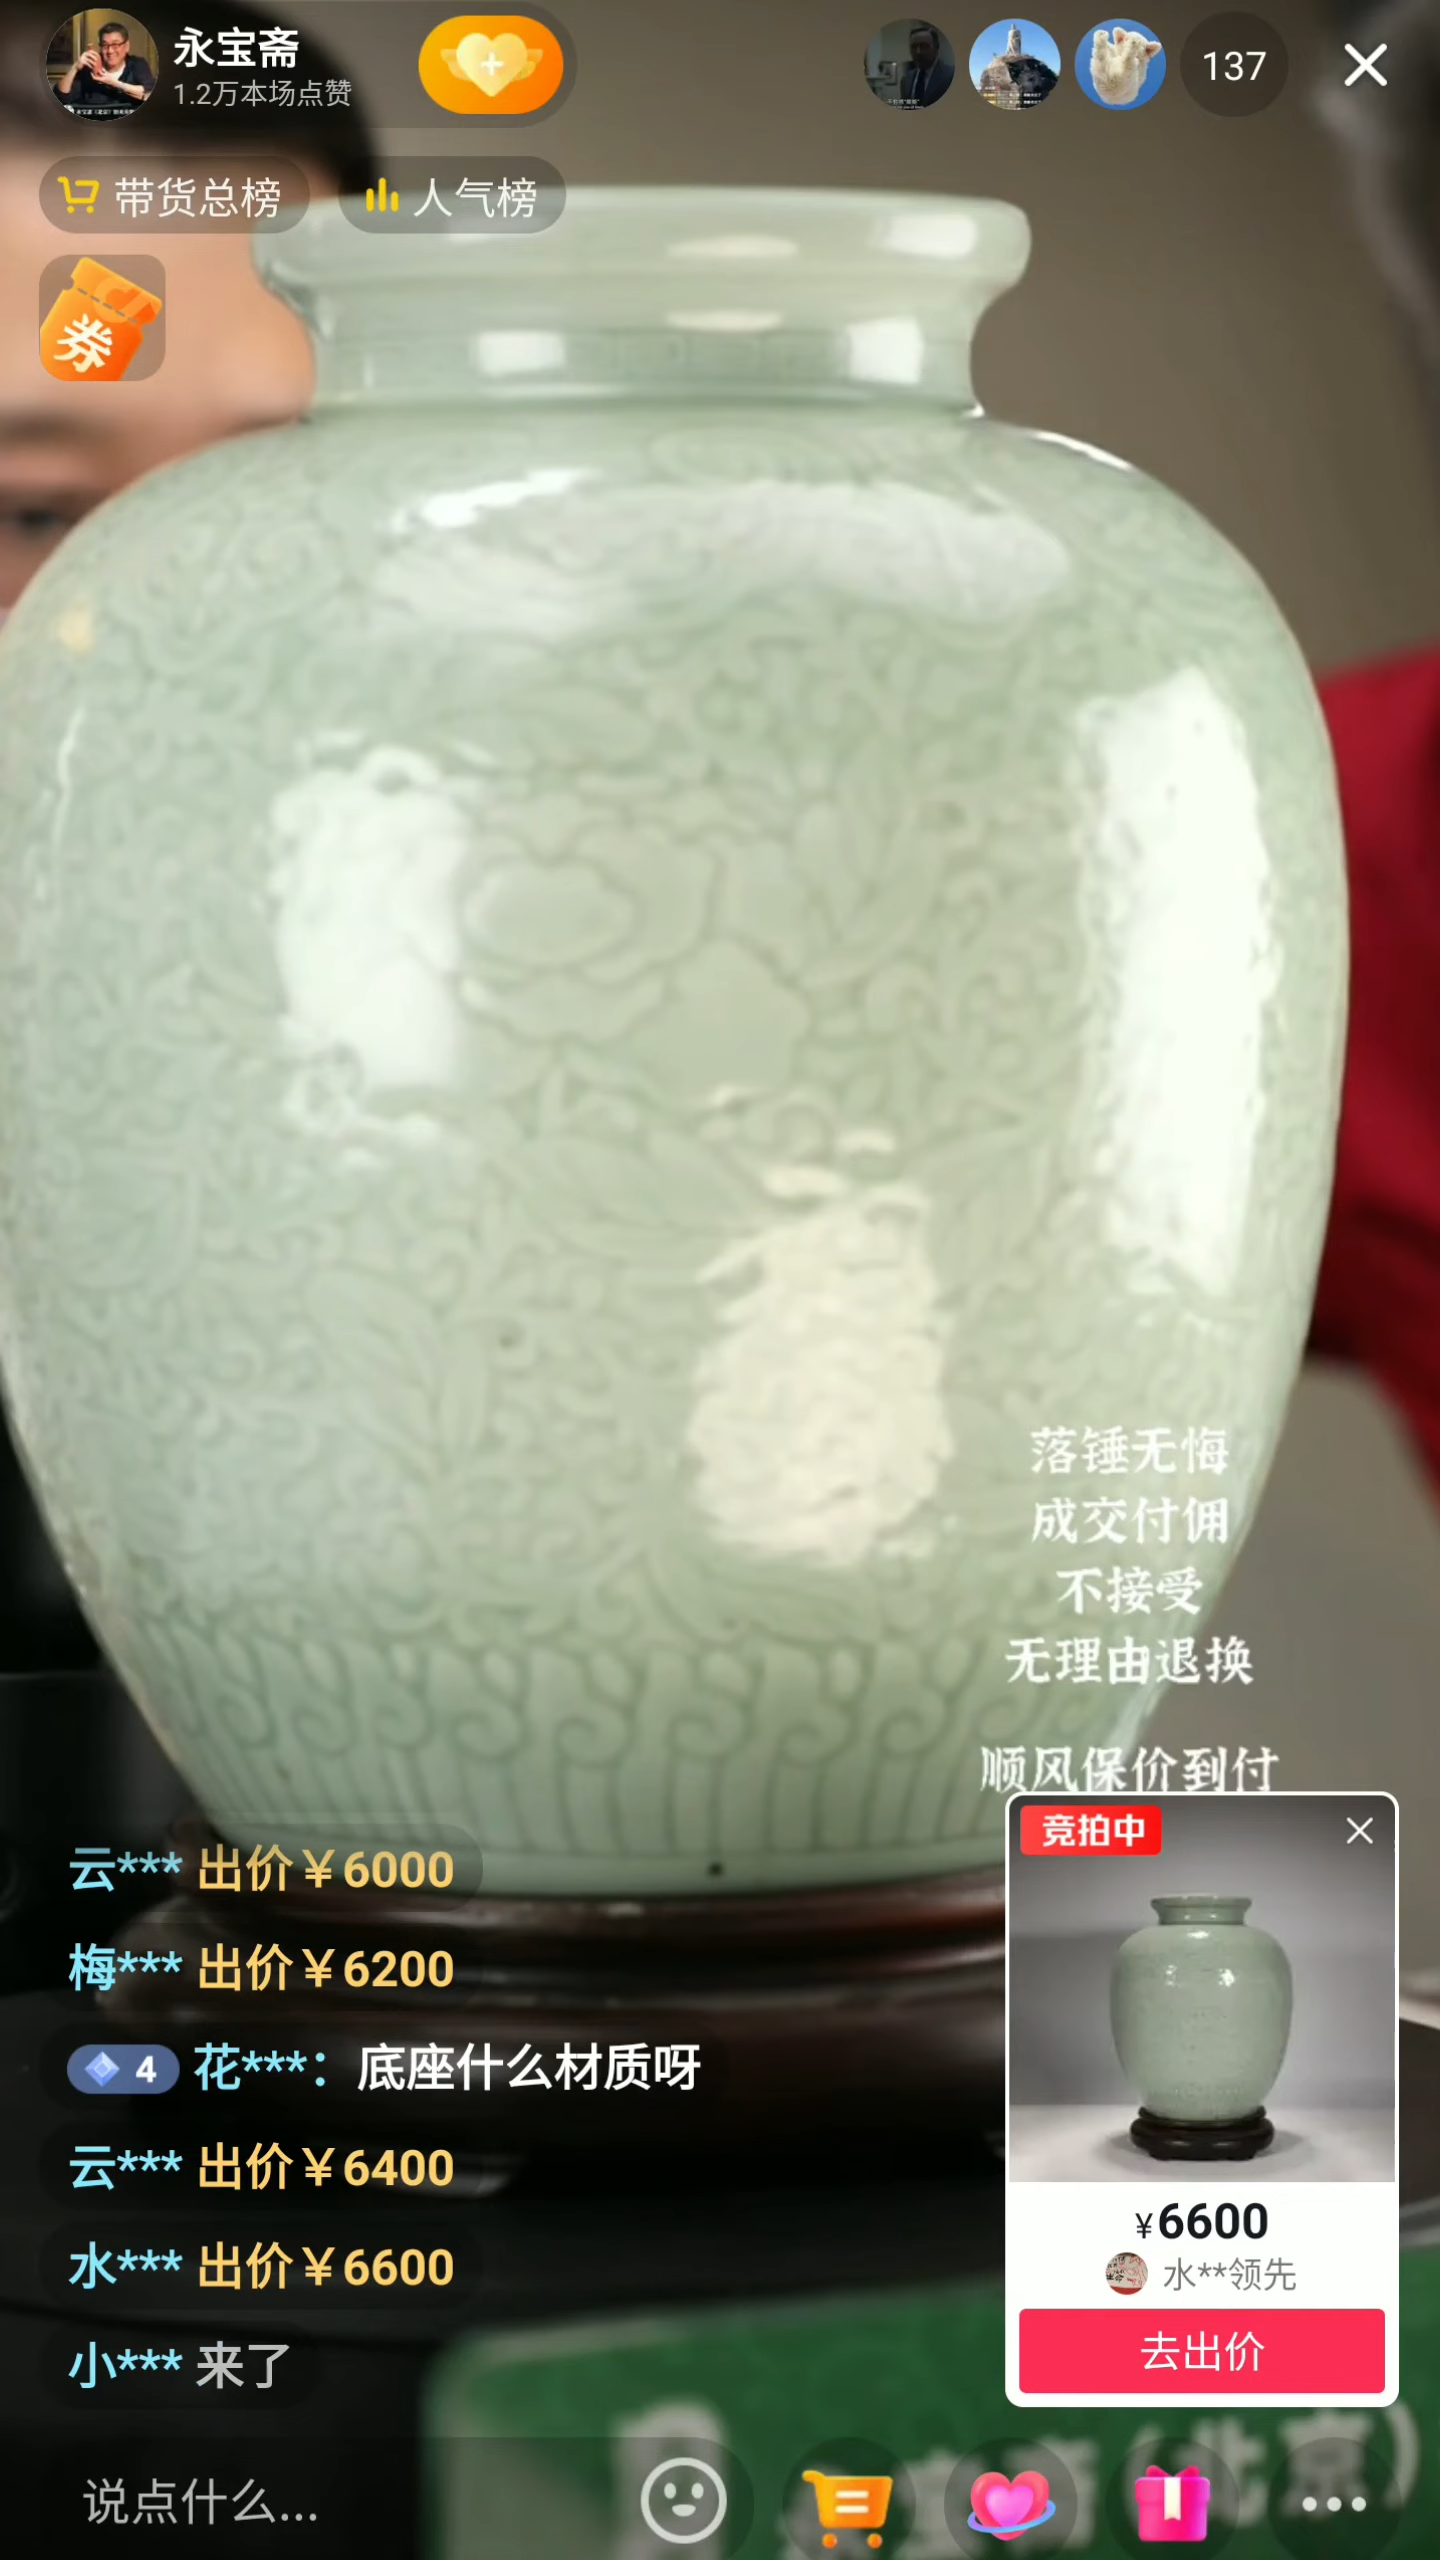 永宝斋
1.2万本场点赞
137
带货总榜
人气榜
券
落锤无悔
成交付佣
不接受
无理由退换
顺风保价到付
云*** 出价￥6000
梅*** 出价￥6200
4 花***：底座什么材质呀
云*** 出价￥6400
水*** 出价￥6600
小*** 来了
竞拍中
¥6600
水**领先
去出价
说点什么...
(北京)